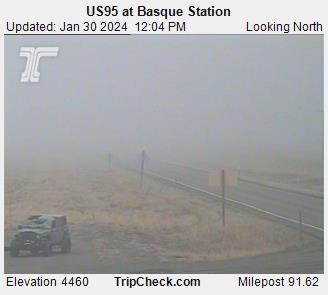 US95 at Basque Station
Updated: Jan 30 2024 12:04 PM Looking North
Elevation 4460 TripCheck.com Milepost 91.62